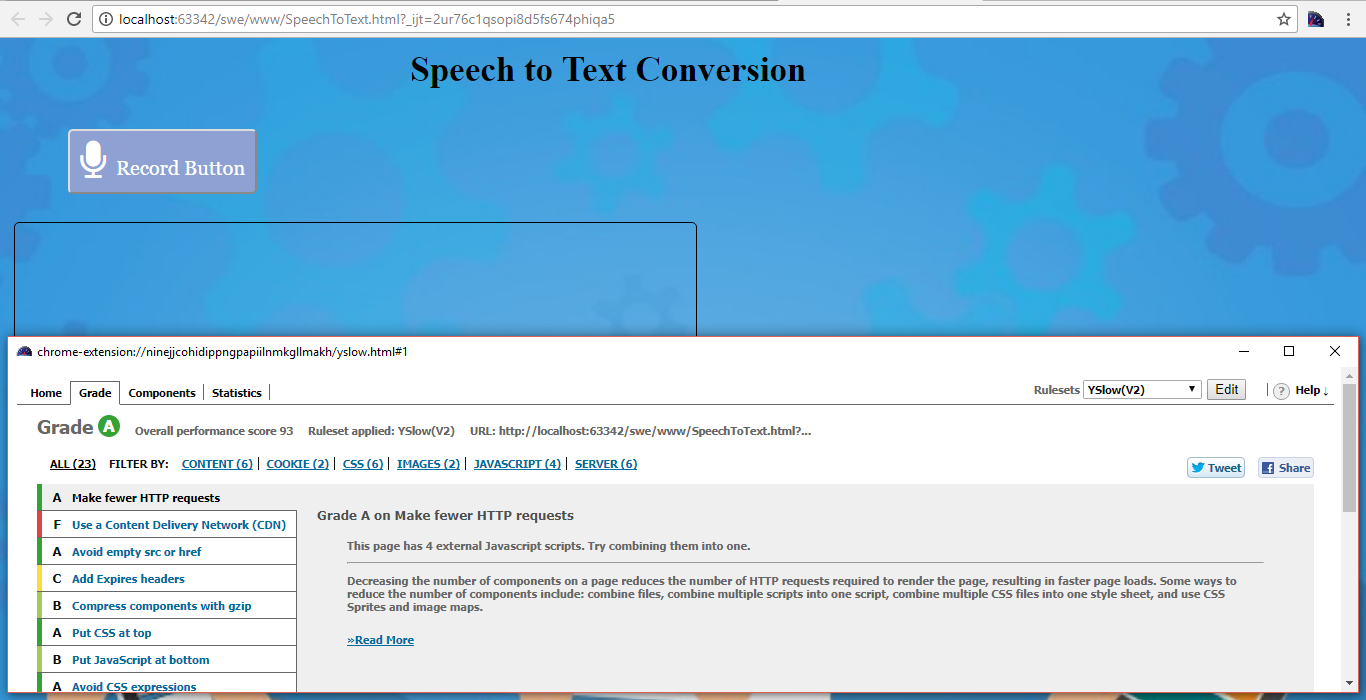 localhost:63342/swe/www/SpeechToText.html?_ijt=2ur76c1qsopi8d5fs674phiqa5
Speech to Text Conversion
Record Button
chrome-extension://ninejjcohidippngpapiilnmkgllmakh/yslow.html#1
Home Grade Components Statistics Rulesets YSlow(V2) Edit ? Help ↓
Grade A Overall performance score 93 Ruleset applied: YSlow(V2) URL: http://localhost:63342/swe/www/SpeechToText.html?...
ALL (23) FILTER BY: CONTENT (6) | COOKIE (2) | CSS (6) | IMAGES (2) | JAVASCRIPT (4) | SERVER (6) Tweet Share
A Make fewer HTTP requests
F Use a Content Delivery Network (CDN)
A Avoid empty src or href
C Add Expires headers
B Compress components with gzip
A Put CSS at top
B Put JavaScript at bottom
A Avoid CSS expressions
Grade A on Make fewer HTTP requests
This page has 4 external Javascript scripts. Try combining them into one.
Decreasing the number of components on a page reduces the number of HTTP requests required to render the page, resulting in faster page loads. Some ways to
reduce the number of components include: combine files, combine multiple scripts into one script, combine multiple CSS files into one style sheet, and use CSS
Sprites and image maps.
»Read More